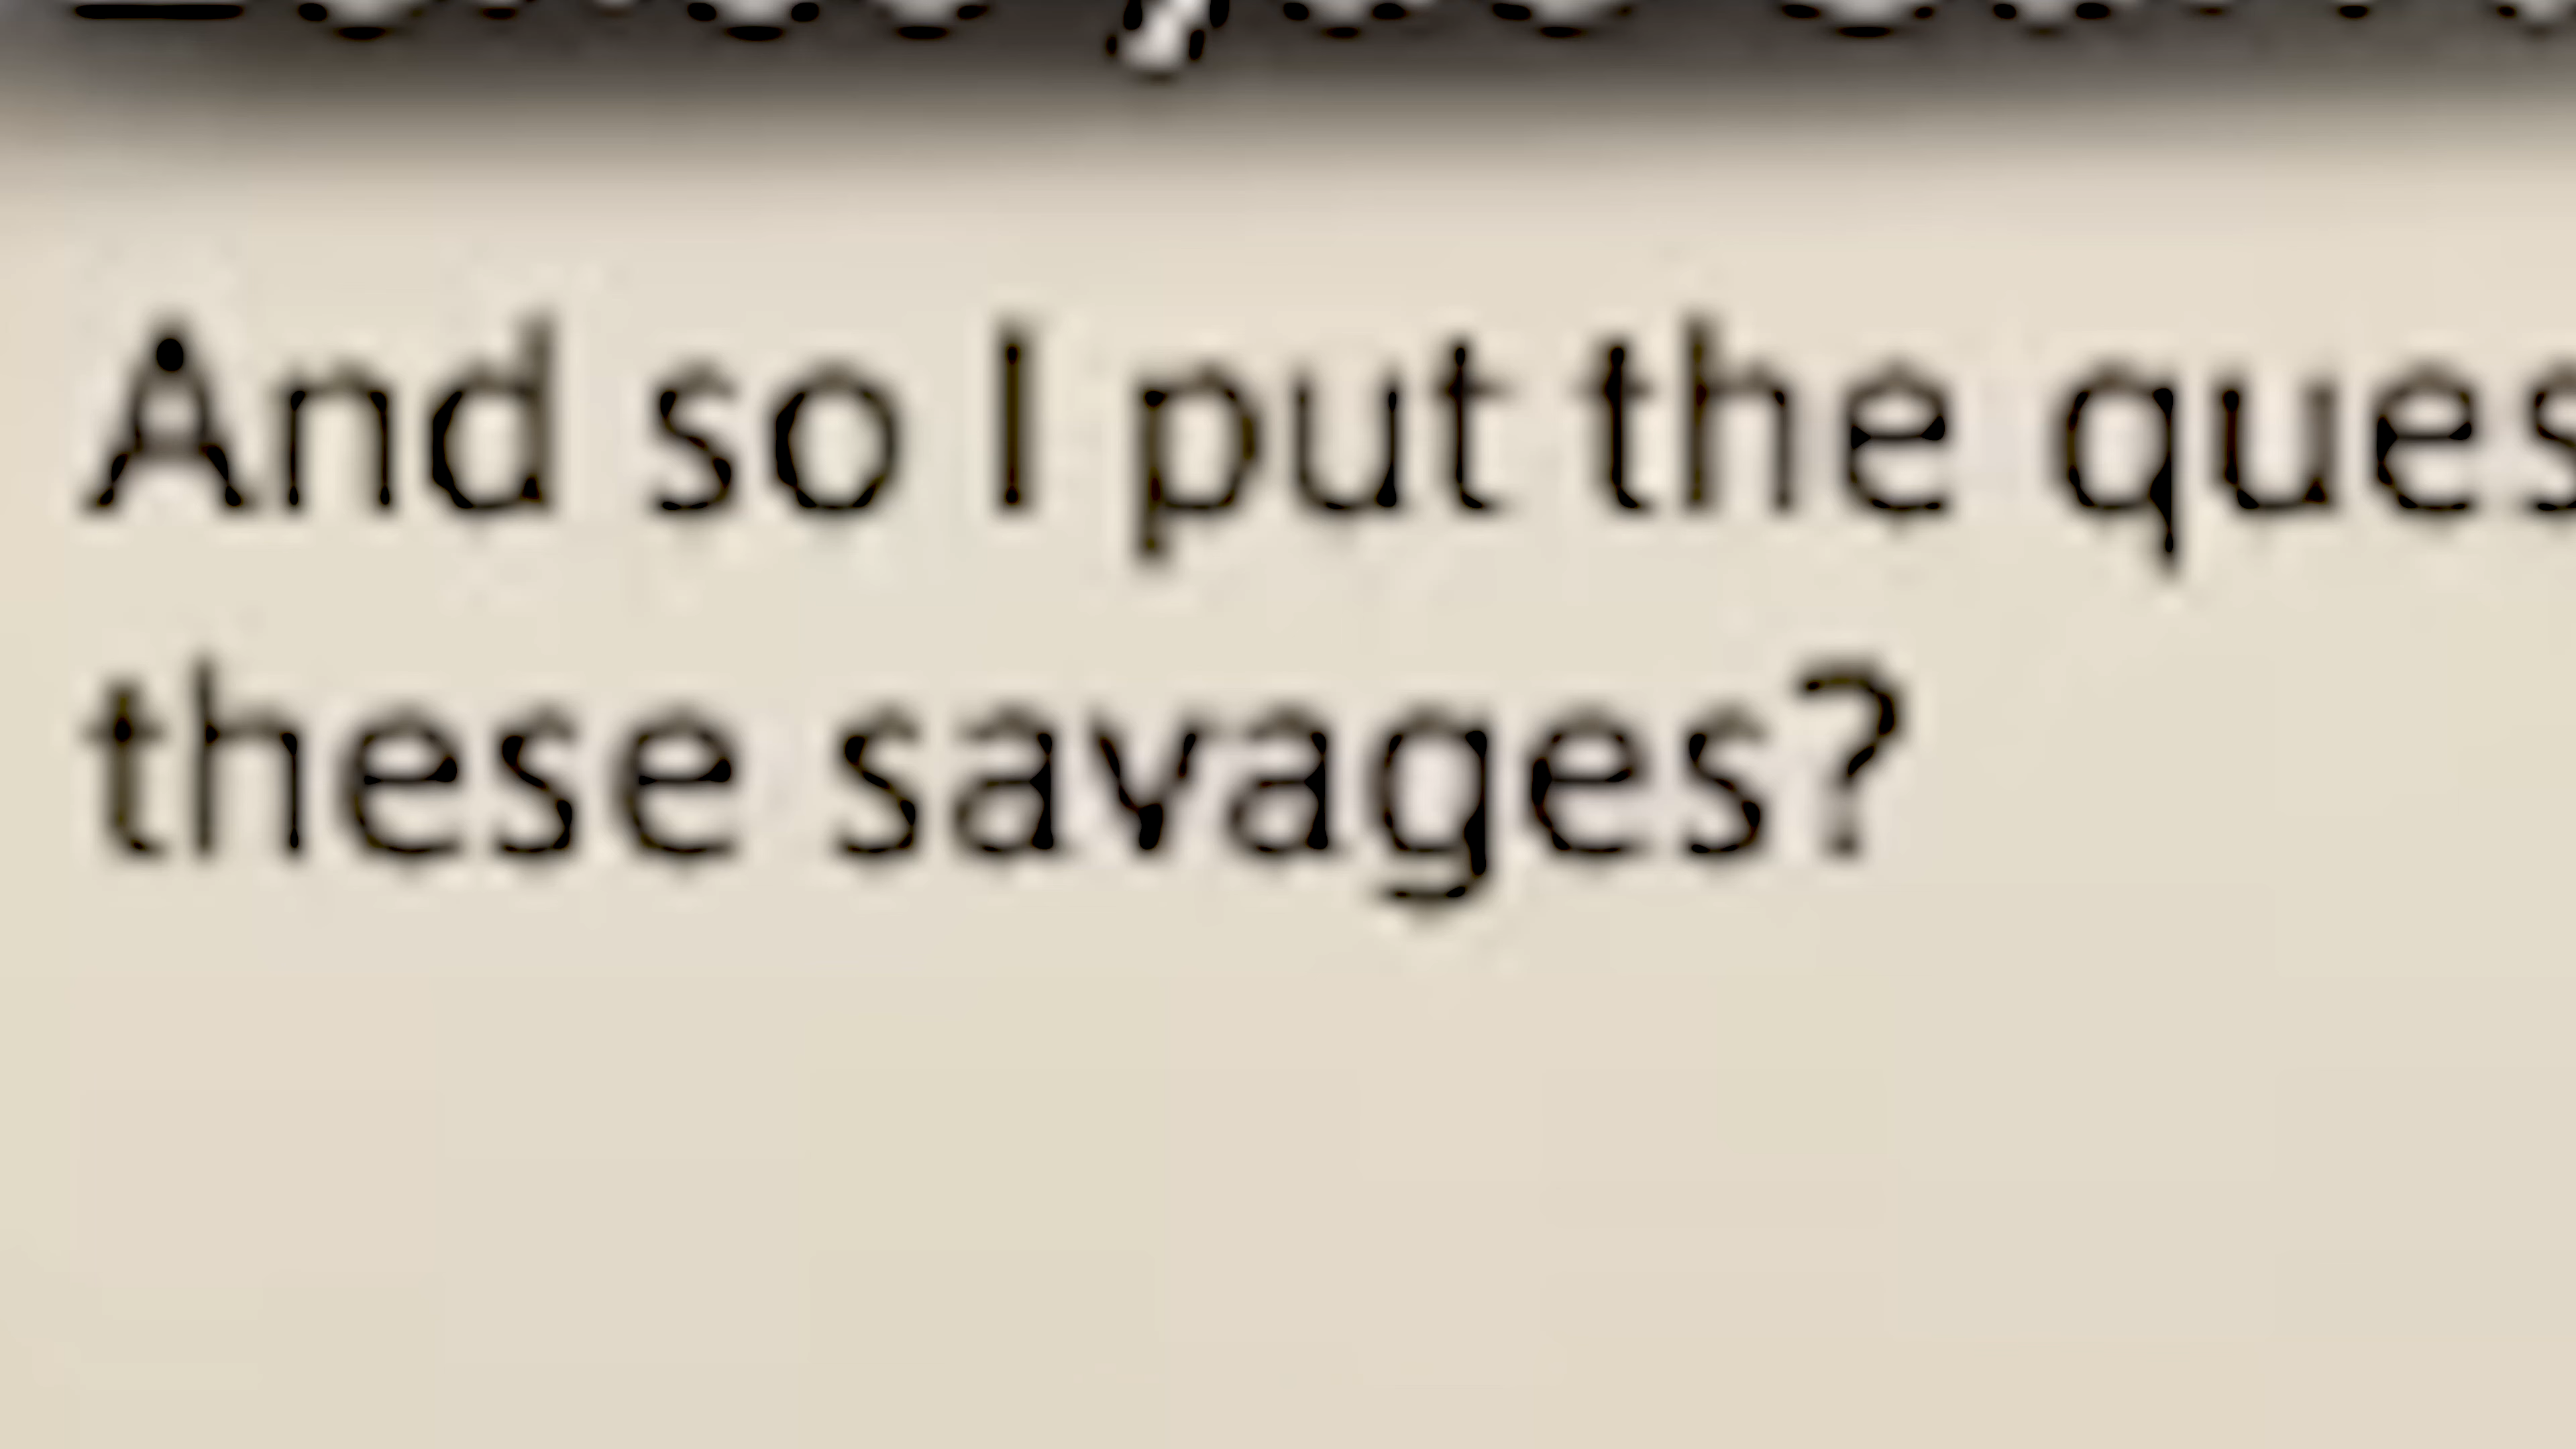 And so I put the ques
these savages?